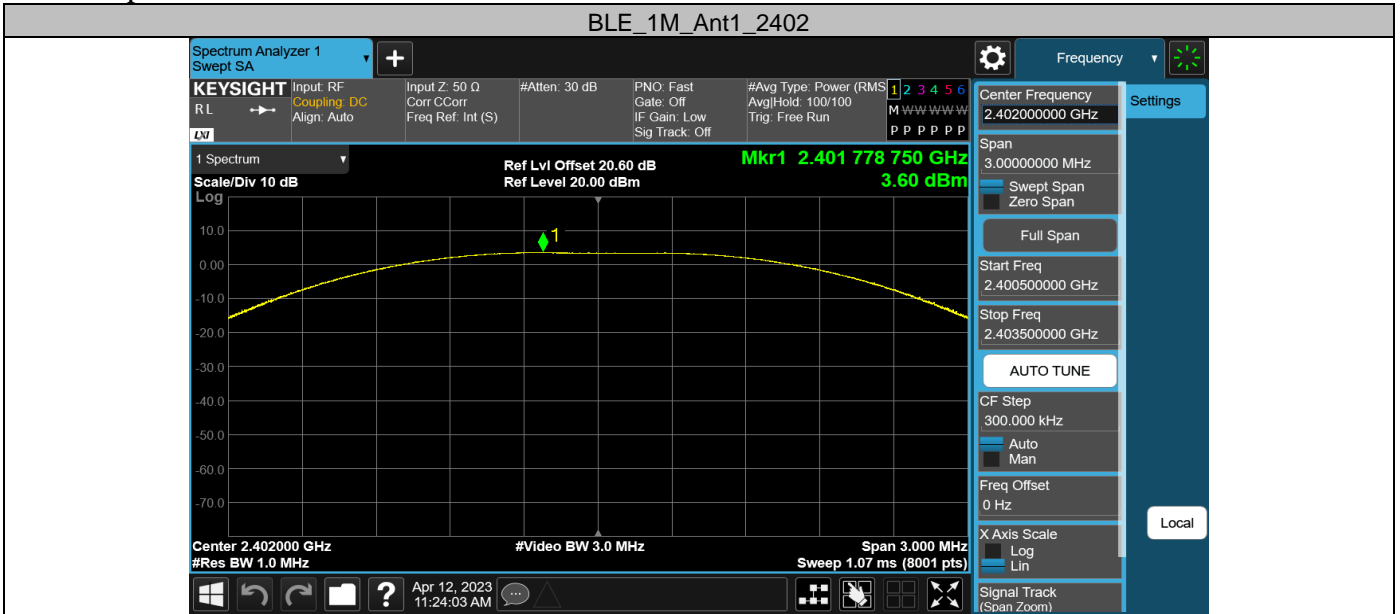 BLE_1M_Ant1_2402
Spectrum Analyzer 1
Swept SA
Frequency
KEYSIGHT
RL
LXI
Input: RF
Coupling: DC
Align: Auto
Input Z: 50 Ω
Corr CCorr
Freq Ref: Int (S)
#Atten: 30 dB
PNO: Fast
Gate: Off
IF Gain: Low
Sig Track: Off
#Avg Type: Power (RMS
Avg|Hold: 100/100
Trig: Free Run
1 2 3 4 5 6
M W W W W W
P P P P P P
1 Spectrum
Scale/Div 10 dB
Ref Lvl Offset 20.60 dB
Ref Level 20.00 dBm
Mkr1 2.401 778 750 GHz
3.60 dBm
Log
10.0
0.00
-10.0
-20.0
-30.0
-40.0
-50.0
-60.0
-70.0
1
Center 2.402000 GHz
#Res BW 1.0 MHz
#Video BW 3.0 MHz
Span 3.000 MHz
Sweep 1.07 ms (8001 pts)
?
Apr 12, 2023
11:24:03 AM
Center Frequency
2.402000000 GHz
Span
3.00000000 MHz
Swept Span
Zero Span
Full Span
Start Freq
2.400500000 GHz
Stop Freq
2.403500000 GHz
AUTO TUNE
CF Step
300.000 kHz
Auto
Man
Freq Offset
0 Hz
X Axis Scale
Log
Lin
Signal Track
(Span Zoom)
Settings
Local